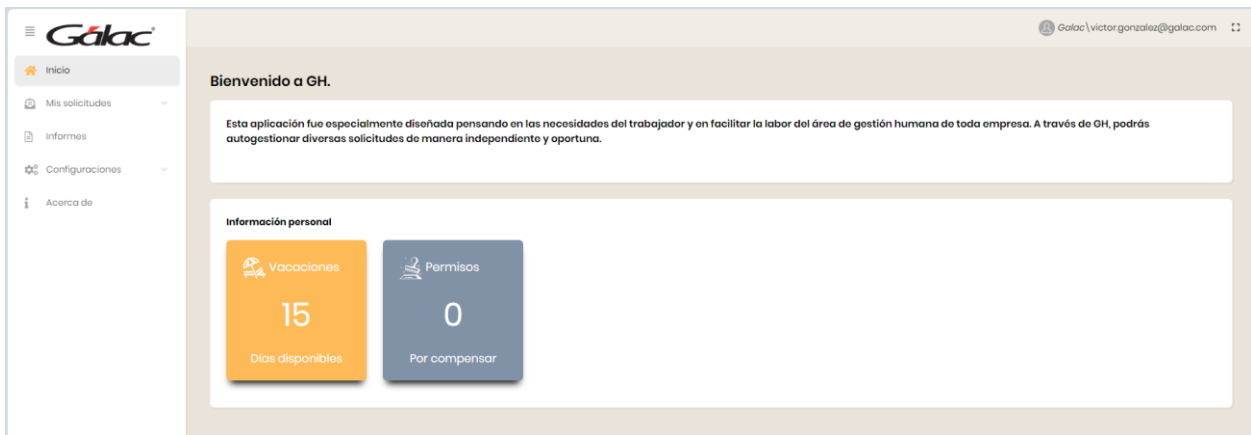 Gálac
Galac\victor.gonzalez@galac.com
Inicio
Mis solicitudes
Informes
Configuraciones
Acerca de
Bienvenido a GH.
Esta aplicación fue especialmente diseñada pensando en las necesidades del trabajador y en facilitar la labor del área de gestión humana de toda empresa. A través de GH, podrás
autogestionar diversas solicitudes de manera independiente y oportuna.
Información personal
Vacaciones
15
Días disponibles
Permisos
0
Por compensar